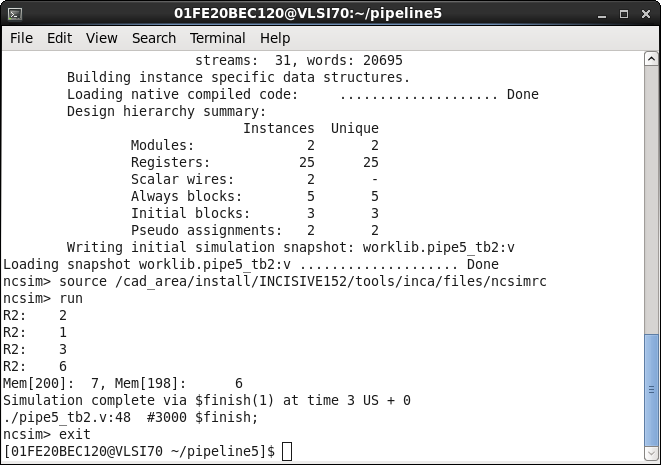 01FE20BEC120@VLSI70:~/pipeline5
File Edit View Search Terminal Help
streams: 31, words: 20695
Building instance specific data structures.
Loading native compiled code: .................... Done
Design hierarchy summary:
Instances Unique
Modules: 2 2
Registers: 25 25
Scalar wires: 2 -
Always blocks: 5 5
Initial blocks: 3 3
Pseudo assignments: 2 2
Writing initial simulation snapshot: worklib.pipe5_tb2:v
Loading snapshot worklib.pipe5_tb2:v .................... Done
ncsim> source /cad_area/install/INCISIVE152/tools/inca/files/ncsimrc
ncsim> run
R2: 2
R2: 1
R2: 3
R2: 6
Mem[200]: 7, Mem[198]: 6
Simulation complete via $finish(1) at time 3 US + 0
./pipe5_tb2.v:48 #3000 $finish;
ncsim> exit
[01FE20BEC120@VLSI70 ~/pipeline5]$